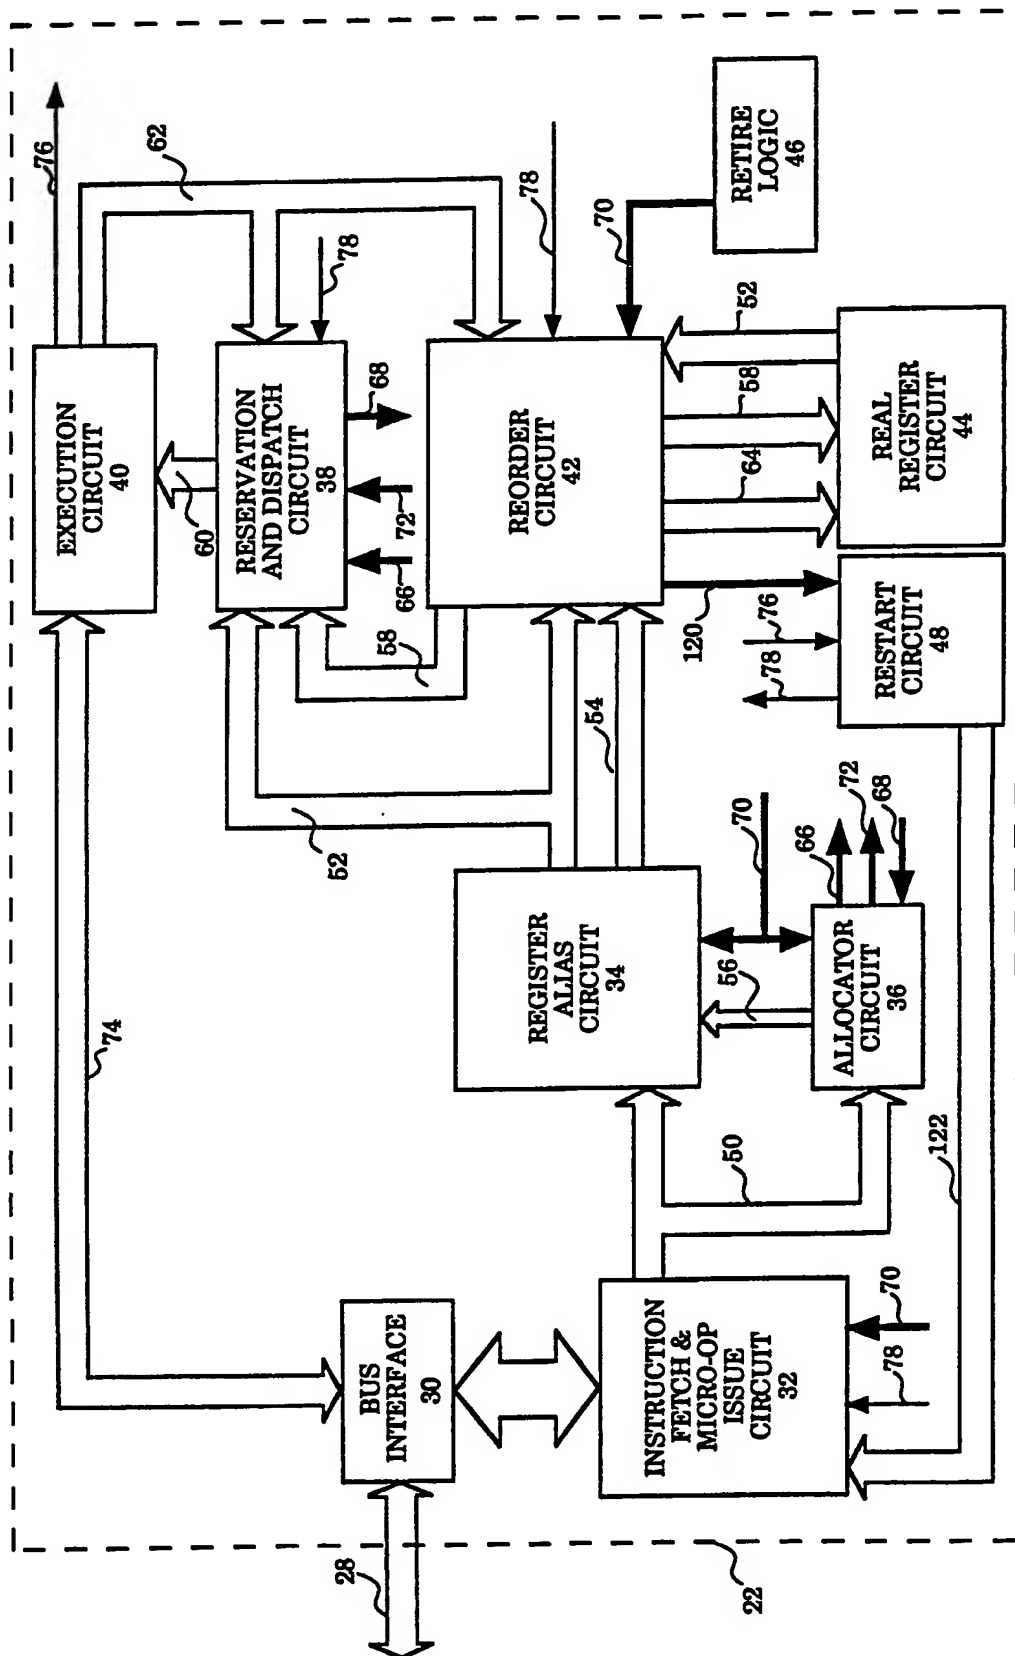 76
EXECUTION
CIRCUIT
40
62
74
60
78
RESERVATION
AND DISPATCH
CIRCUIT
38
68
72
66
58
52
78
BUS
INTERFACE
30
28
REGISTER
ALIAS
CIRCUIT
34
54
REORDER
CIRCUIT
42
70
RETIRE
LOGIC
46
INSTRUCTION
FETCH &
MICRO-OP
ISSUE
CIRCUIT
32
50
56
70
120
64
58
52
78
70
ALLOCATOR
CIRCUIT
36
66
72
68
78
76
RESTART
CIRCUIT
48
REAL
REGISTER
CIRCUIT
44
122
22